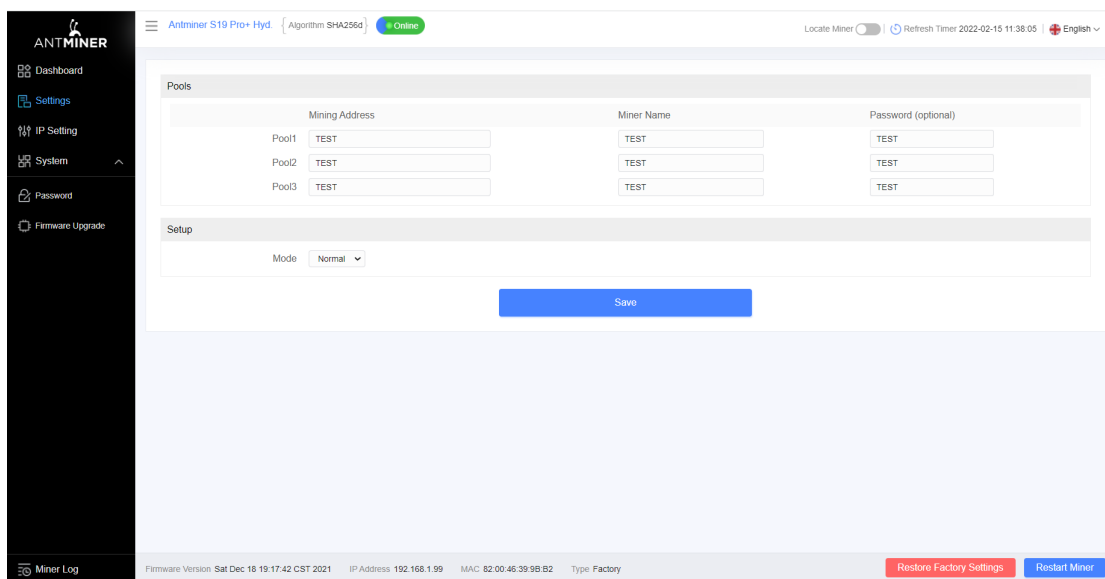 ANTMINER
Antminer S19 Pro+ Hyd. { Algorithm SHA256d } Online
Locate Miner | Refresh Timer 2022-02-15 11:38:05 | English
Dashboard
Settings
IP Setting
System
Password
Firmware Upgrade
Pools
Mining Address Miner Name Password (optional)
Pool1 TEST TEST TEST
Pool2 TEST TEST TEST
Pool3 TEST TEST TEST
Setup
Mode Normal
Save
Miner Log
Firmware Version Sat Dec 18 19:17:42 CST 2021 IP Address 192.168.1.99 MAC 82:00:46:39:9B:B2 Type Factory
Restore Factory Settings Restart Miner